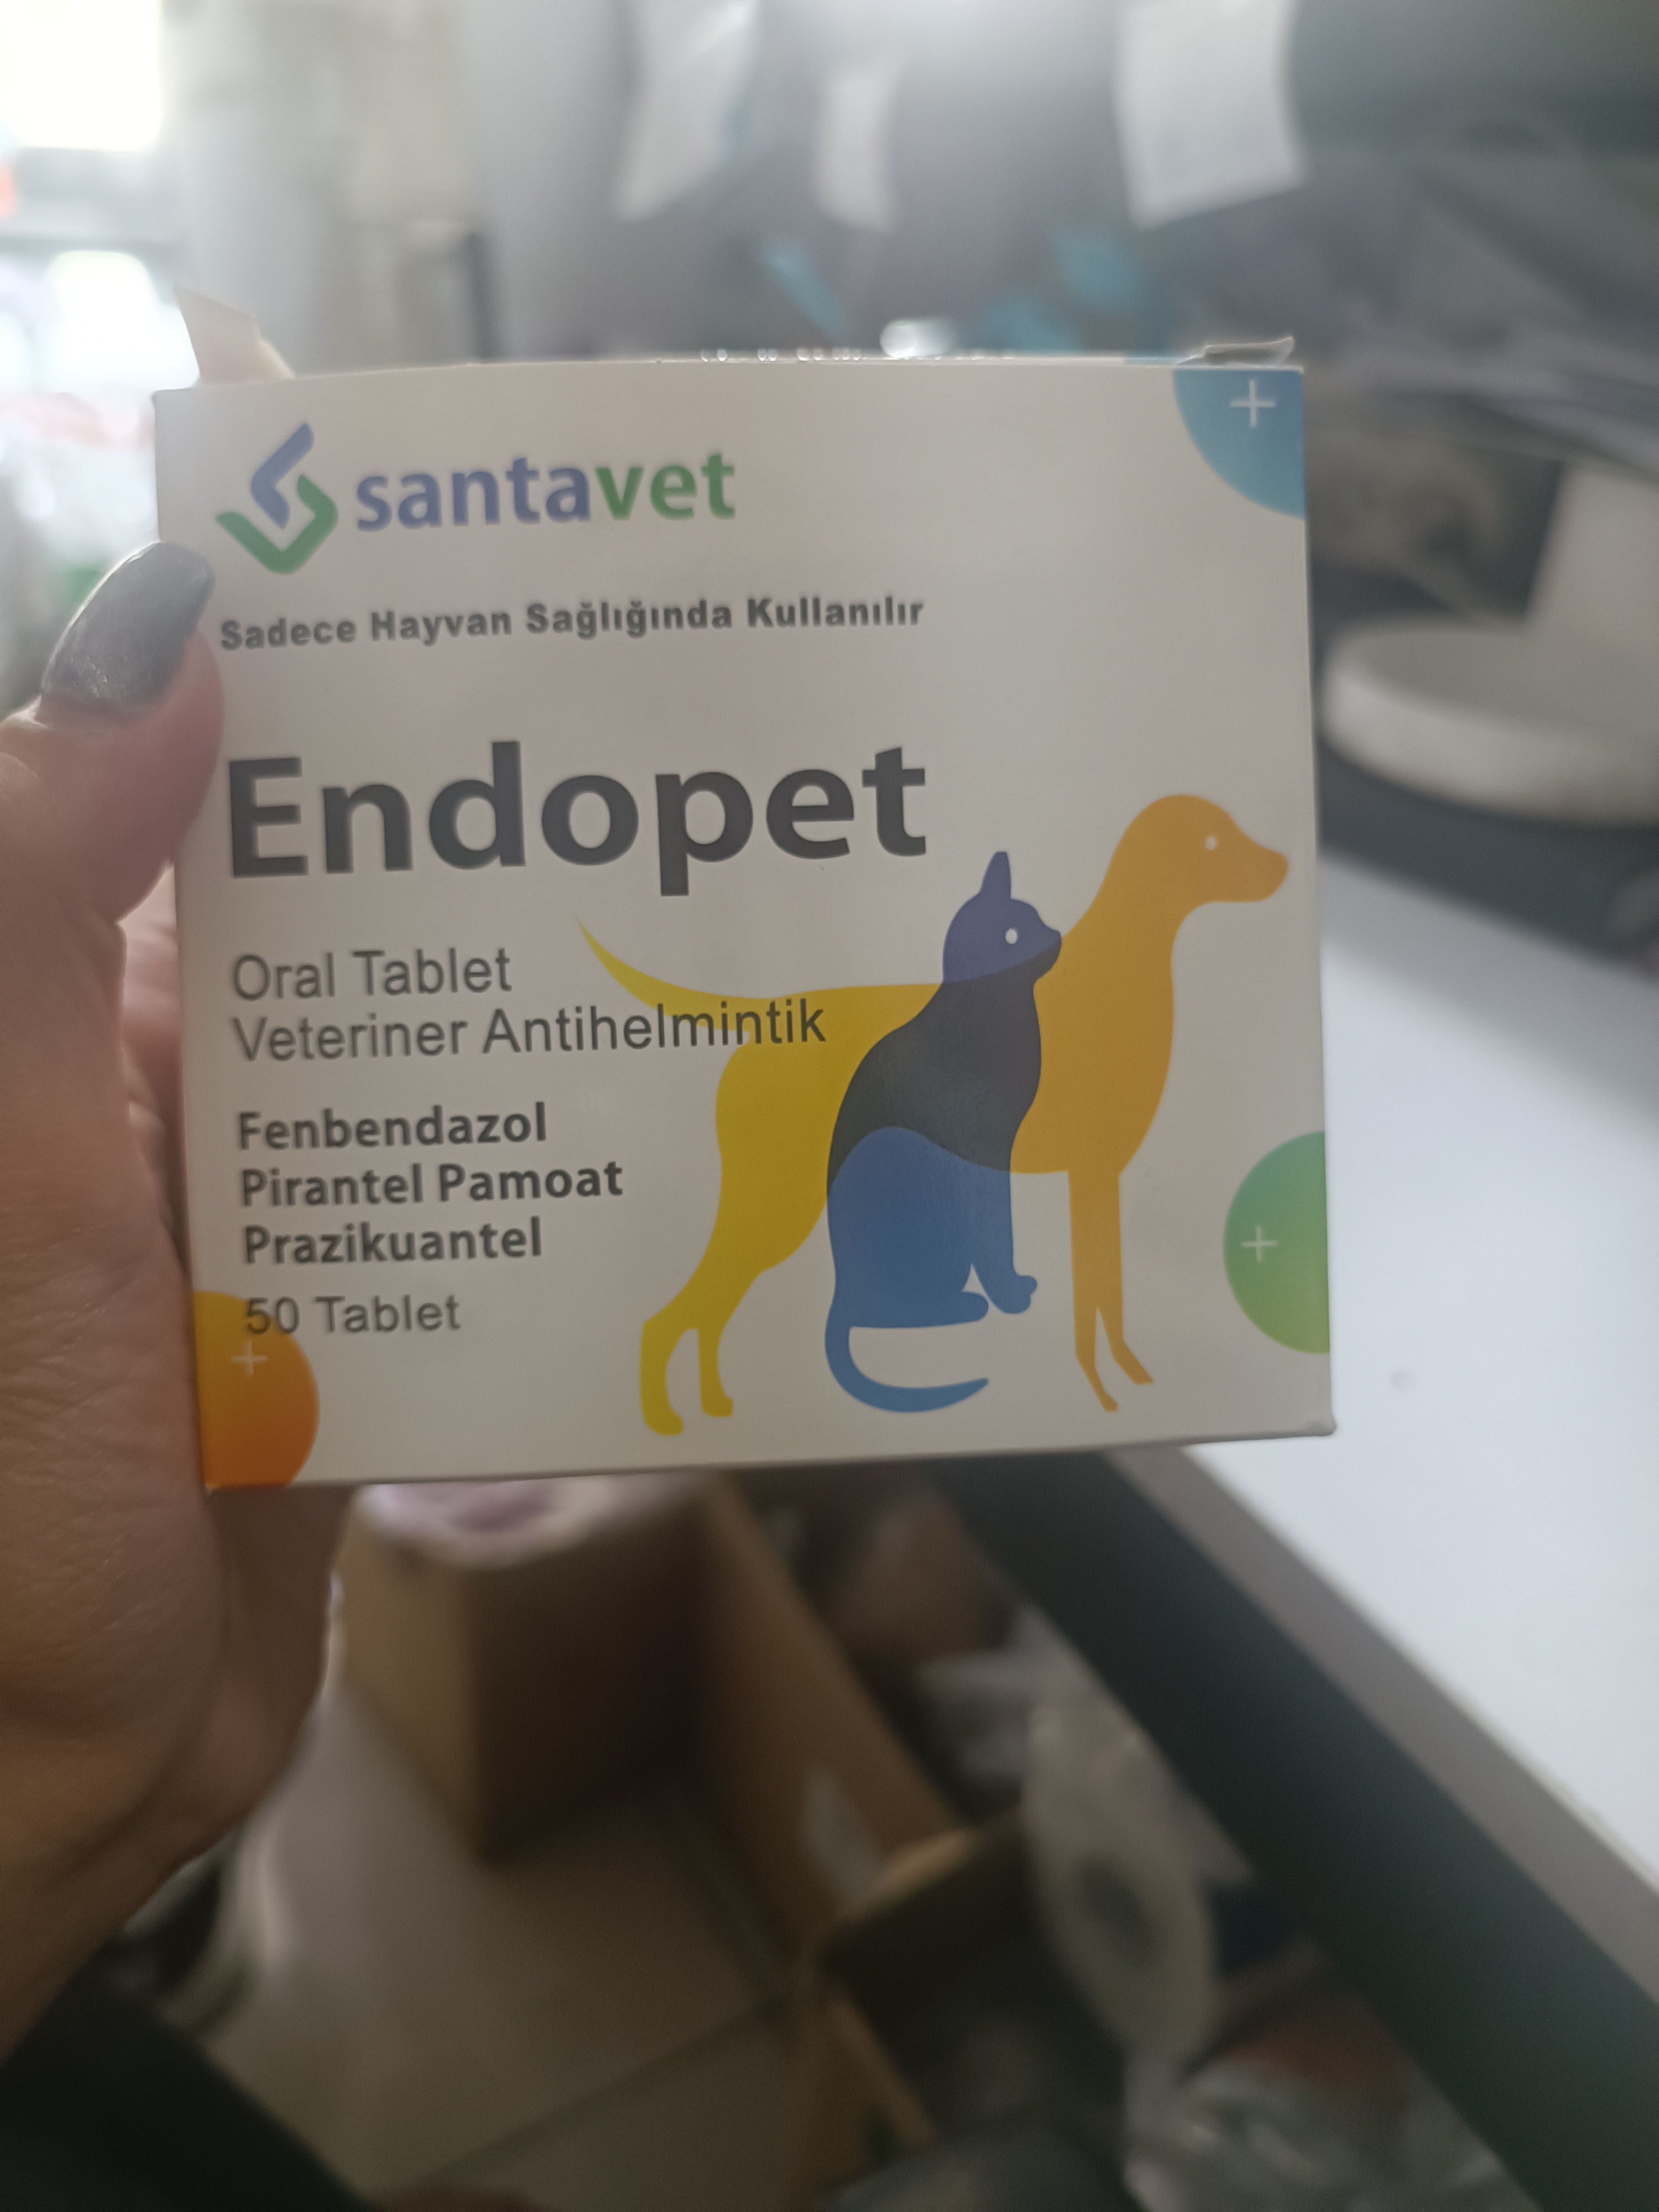 santavet
Sadece Hayvan Sağlığında Kullanılır
Endopet
Oral Tablet
Veteriner Antihelmintik
Fenbendazol
Pirantel Pamoat
Prazikuantel
50 Tablet